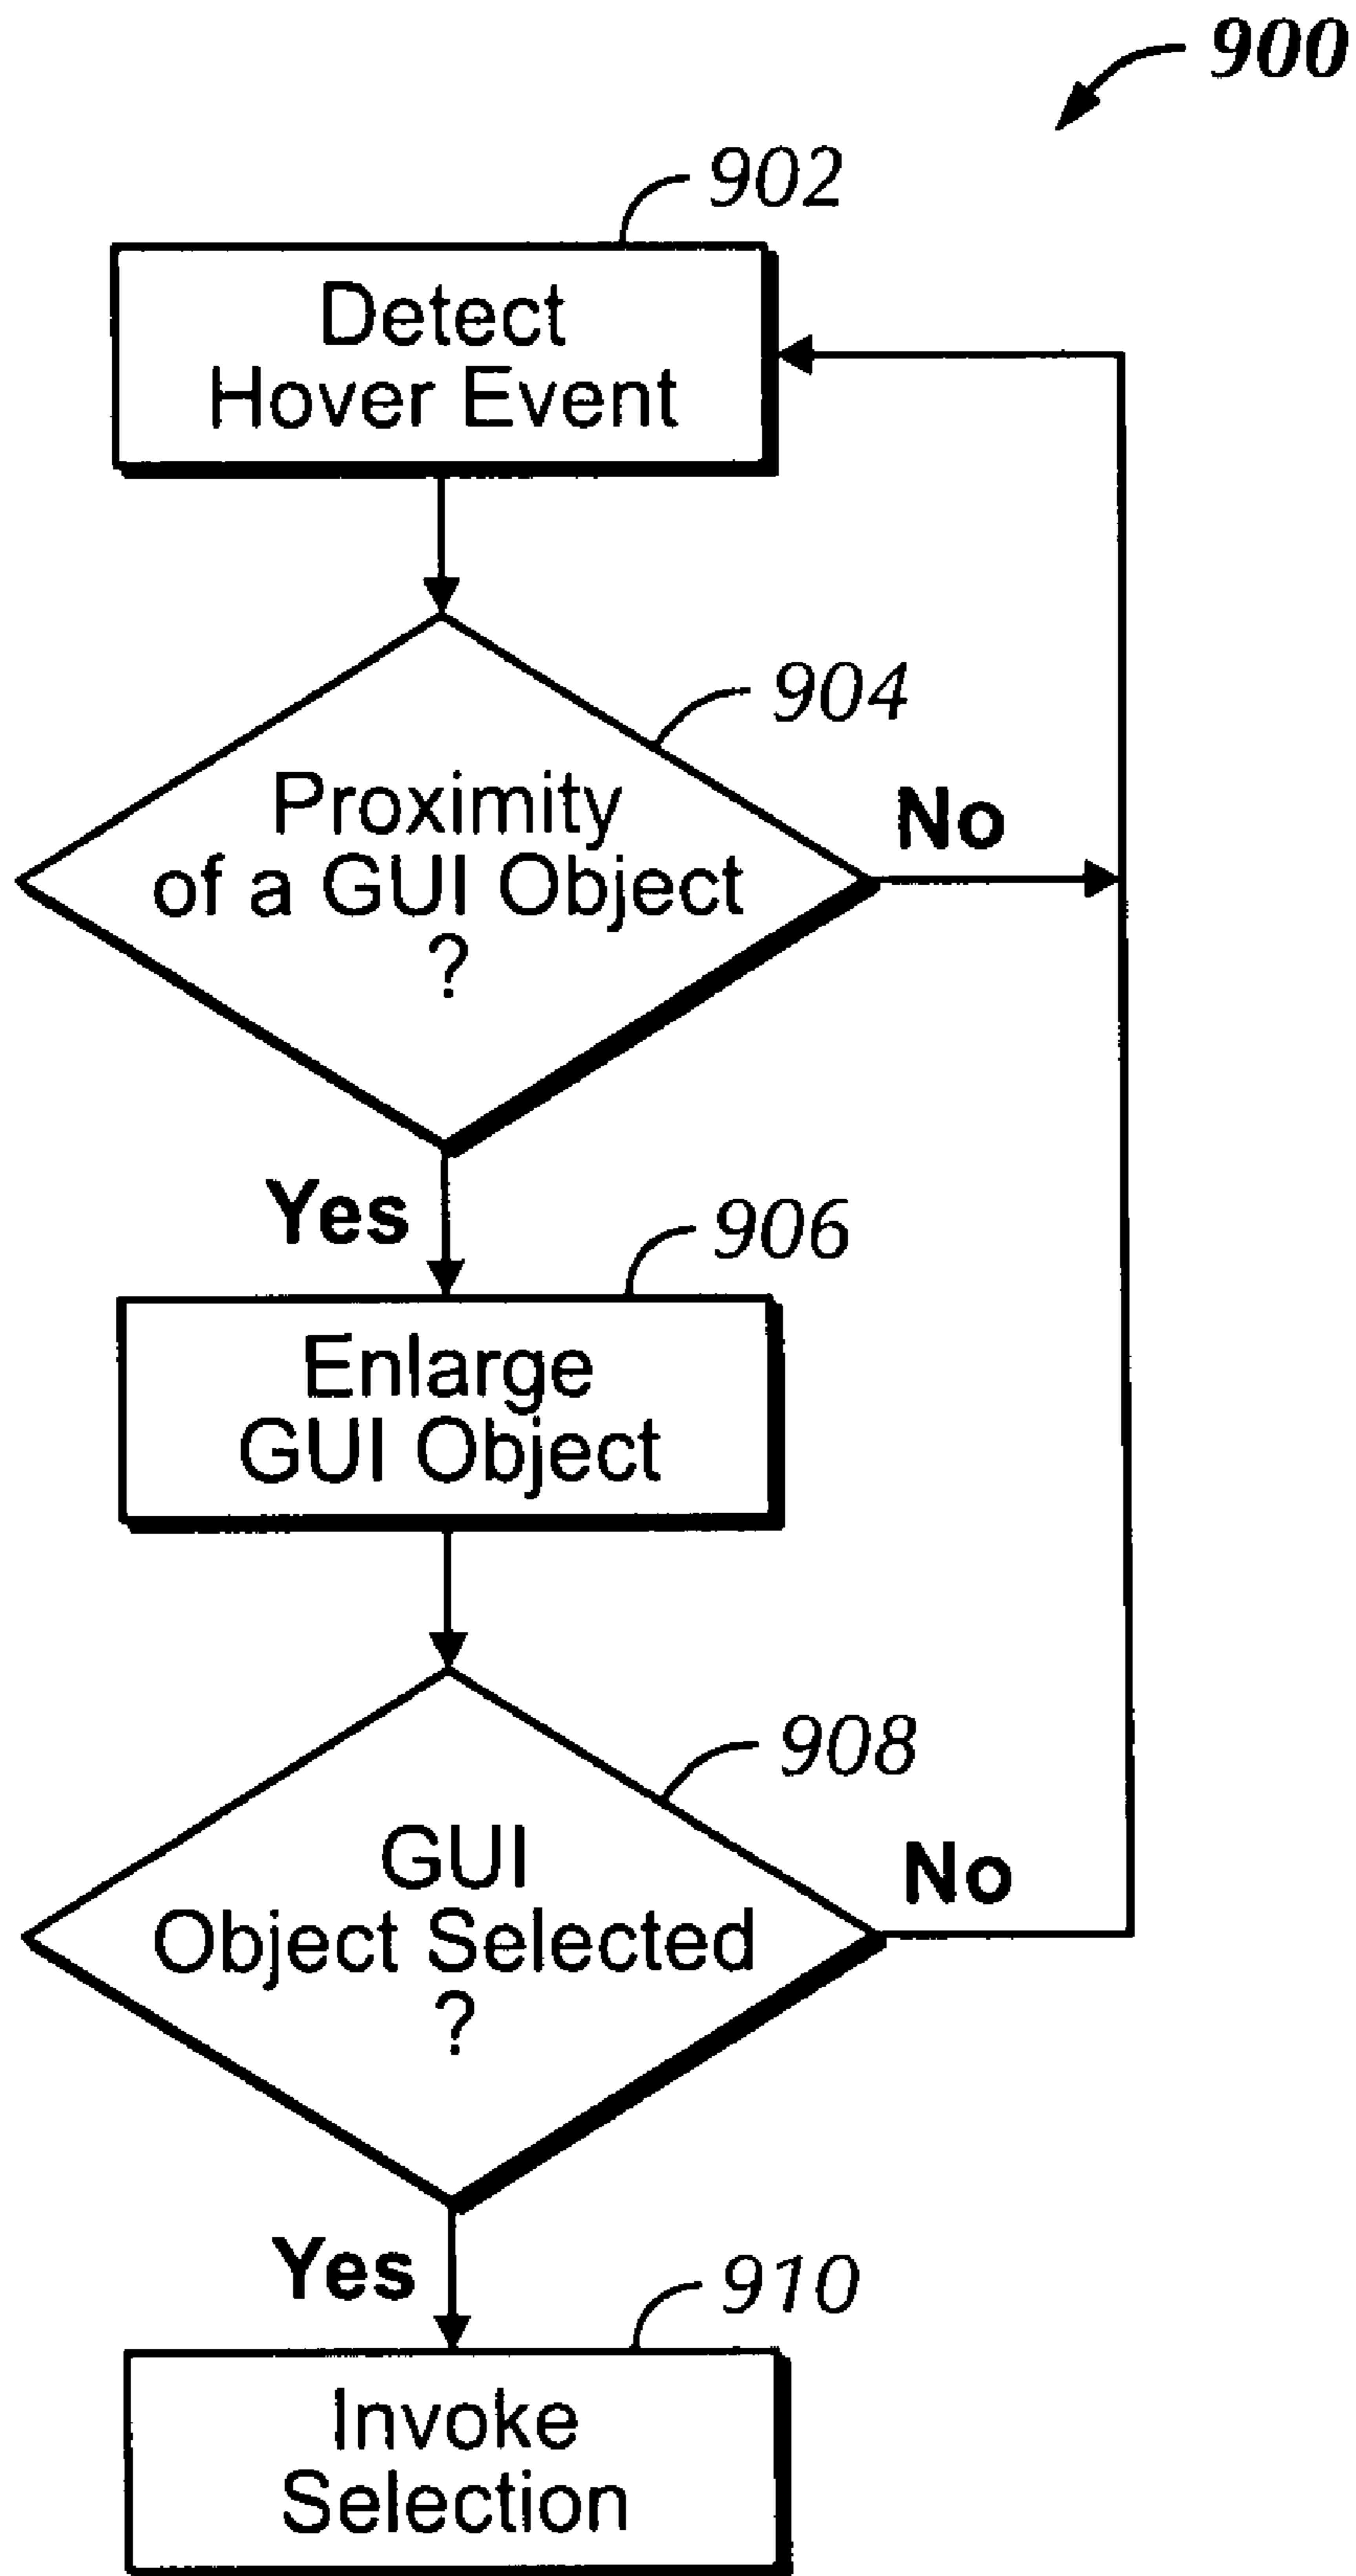 900
902
Detect
Hover Event
904
Proximity
of a GUI Object
?
No
Yes
906
Enlarge
GUI Object
908
GUI
Object Selected
?
No
Yes
910
Invoke
Selection